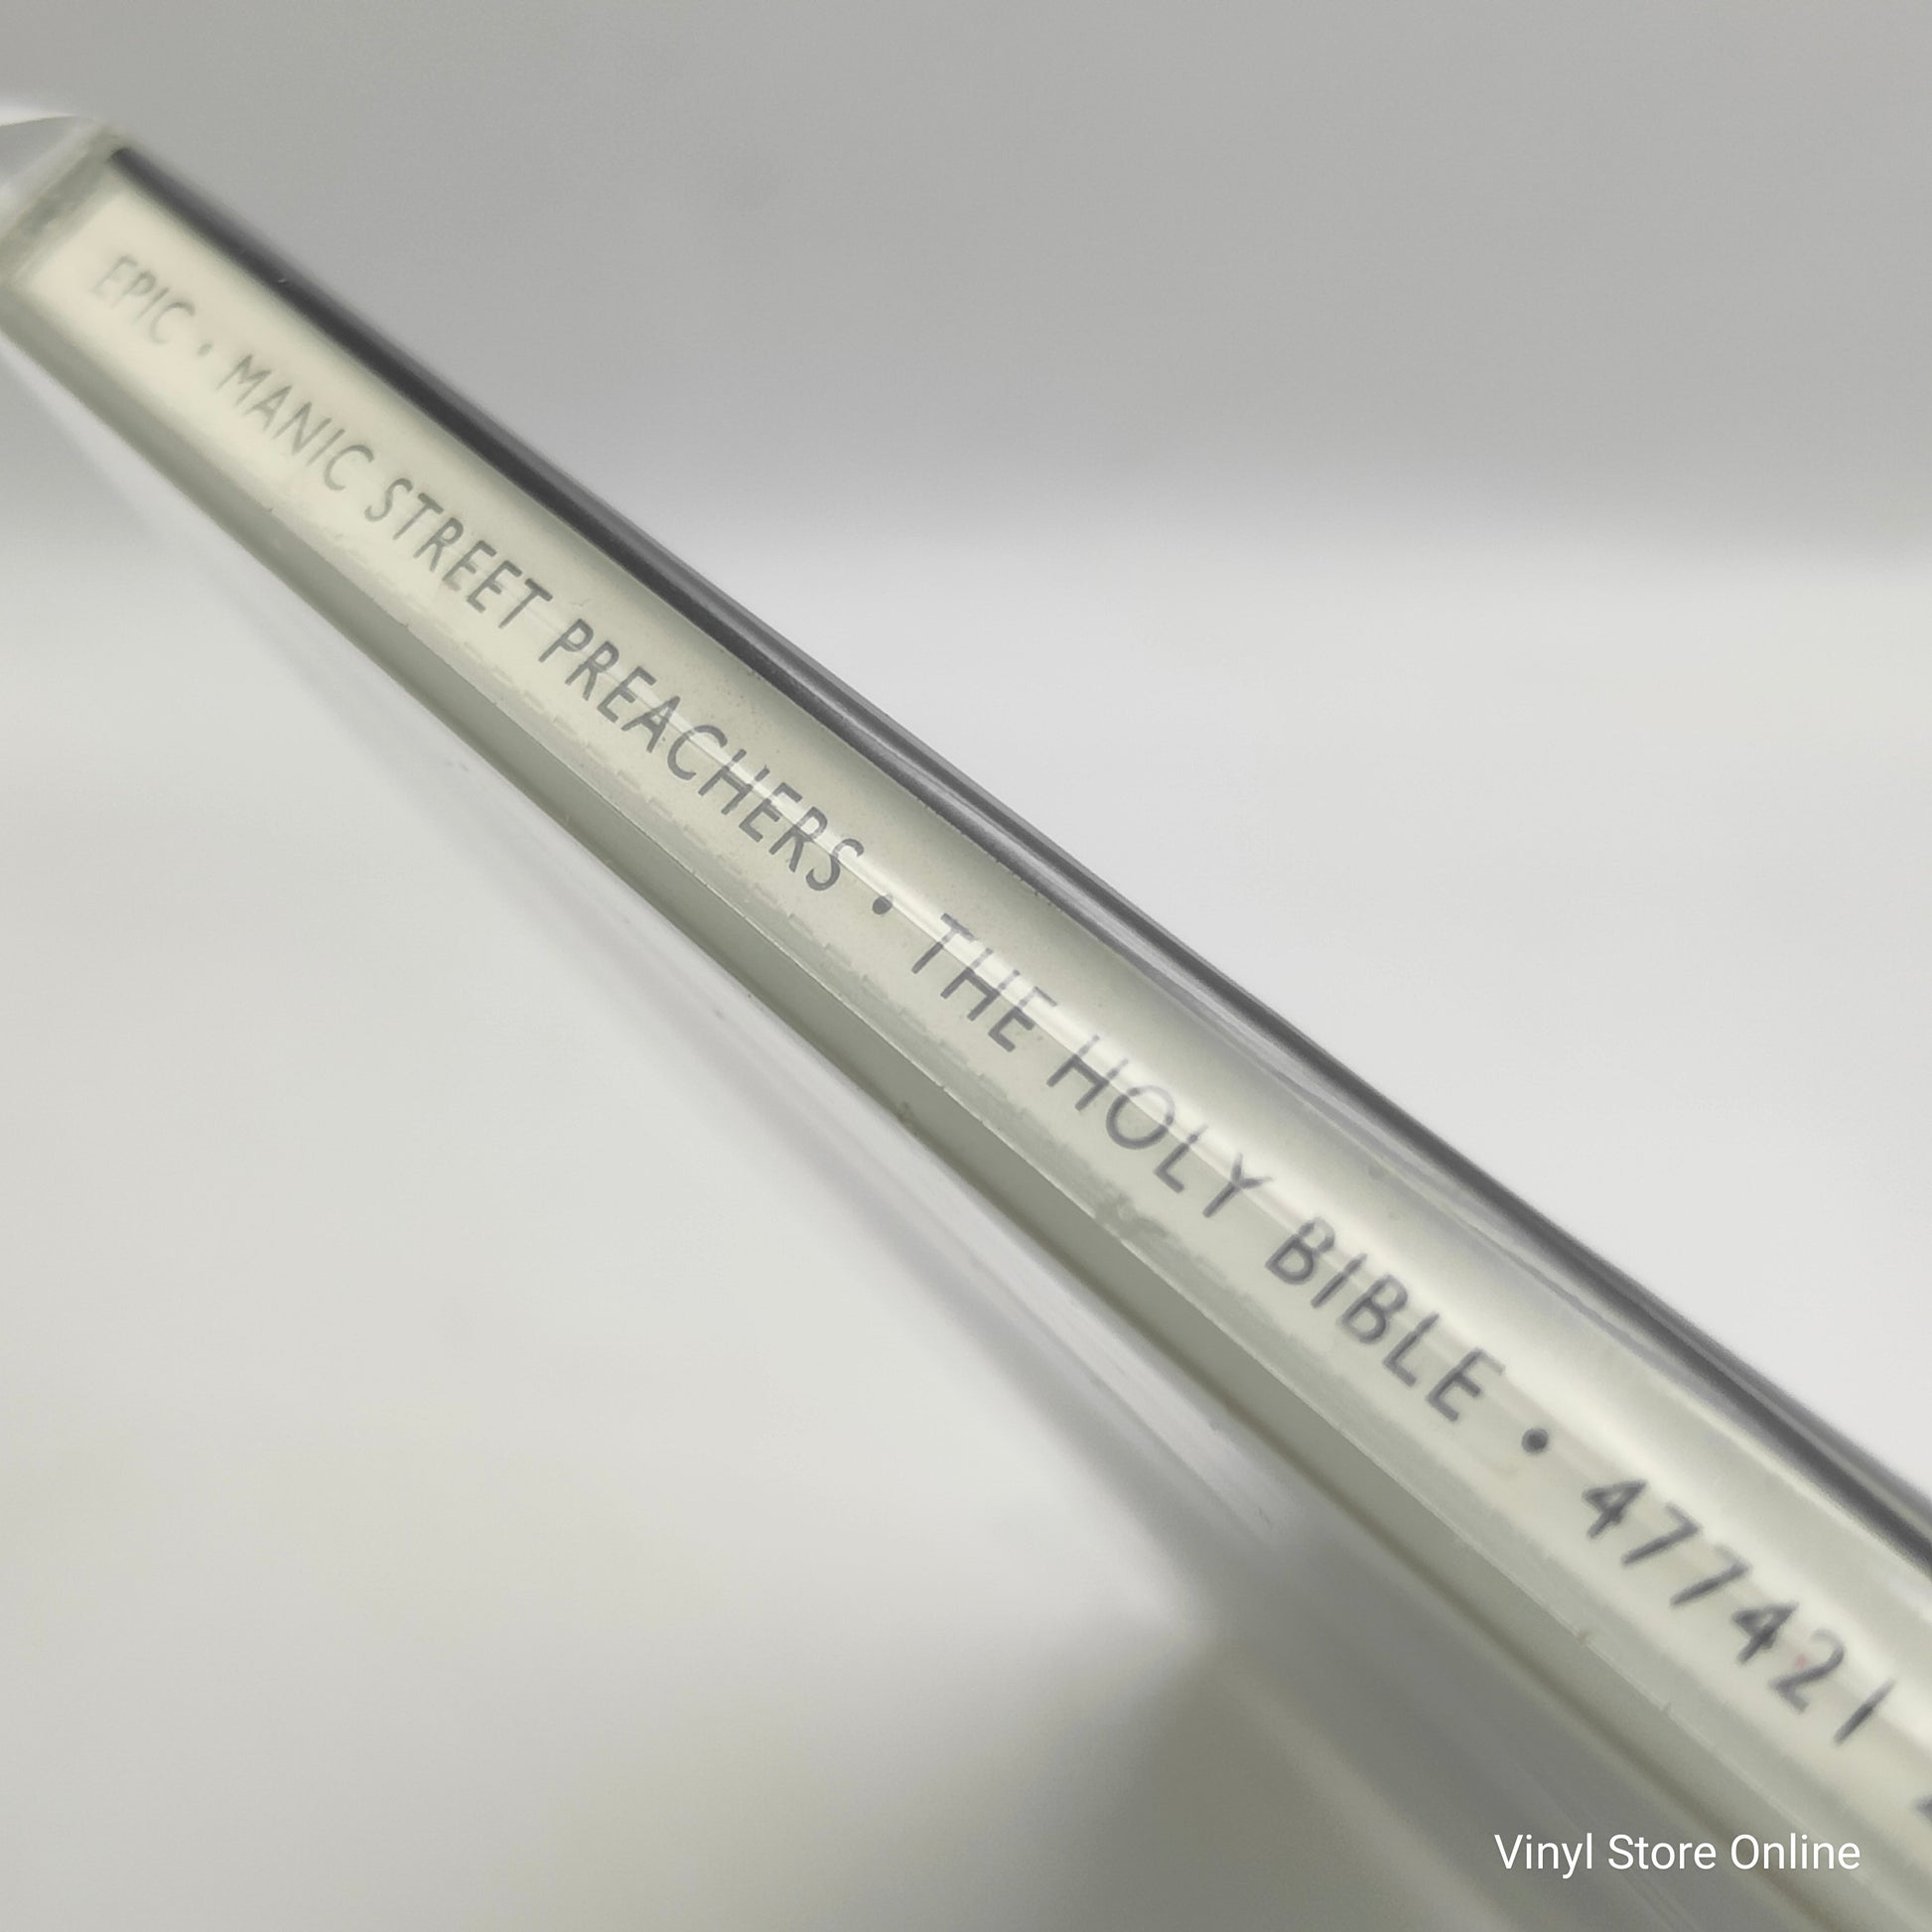 EPIC • MANIC STREET PREACHERS • THE HOLY BIBLE • 477421
Vinyl Store Online